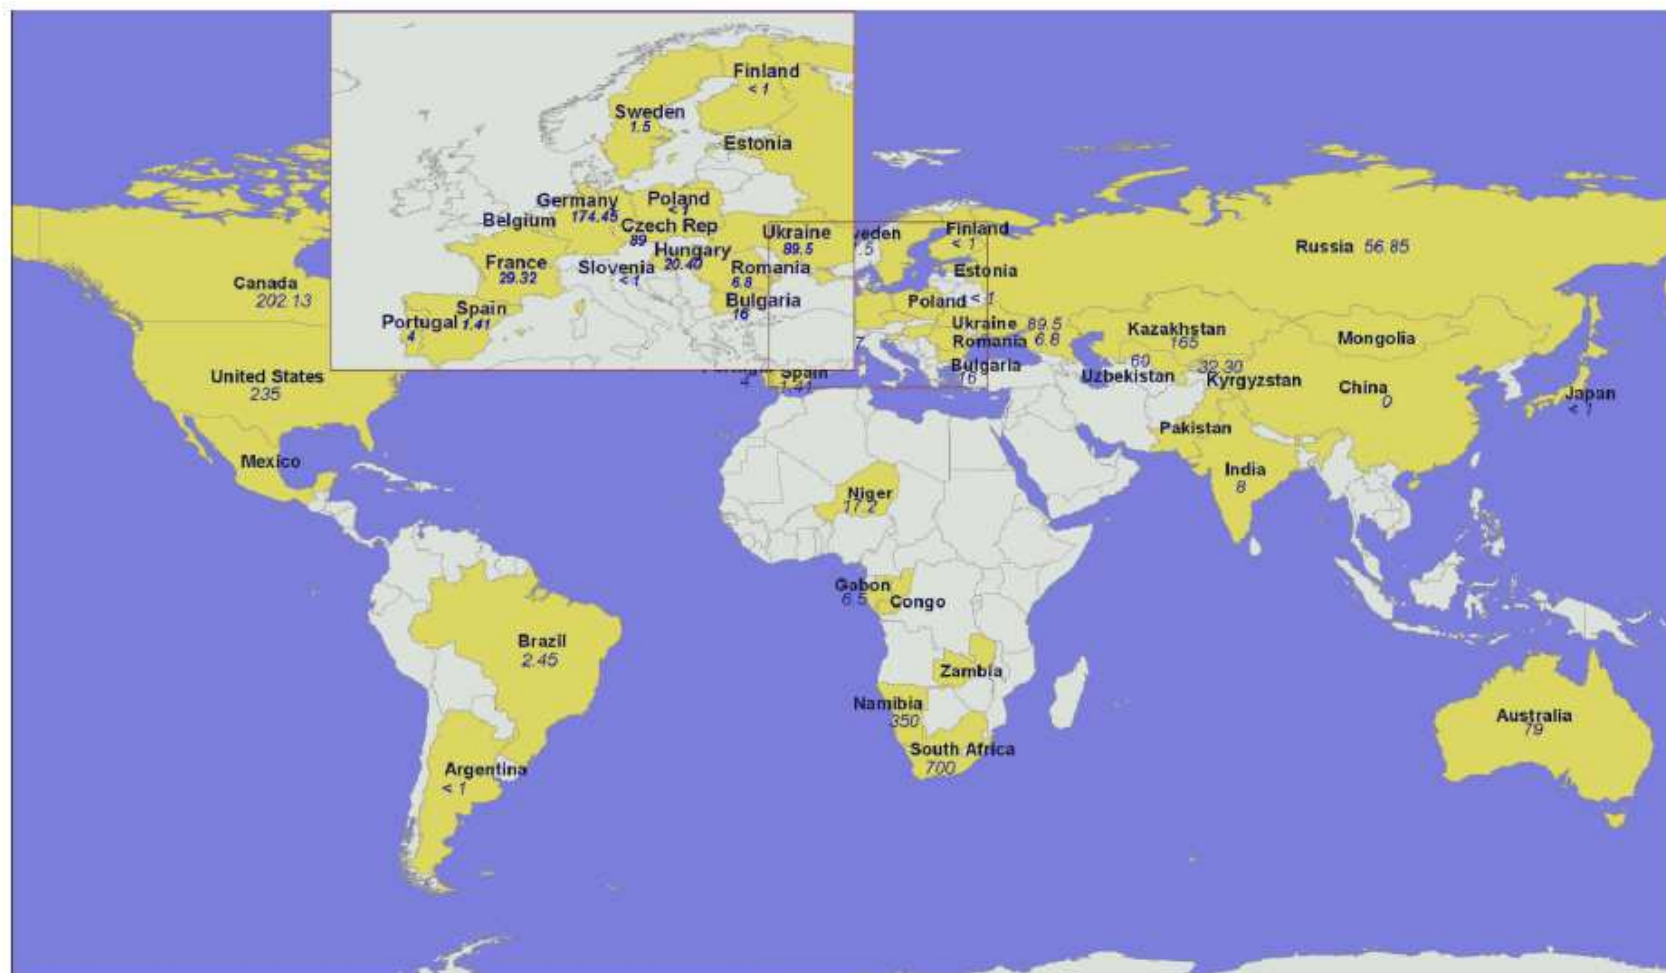 Finland
< 1
Sweden
1.5
Estonia
Germany
174.45
Poland
< 1
Belgium
Czech Rep
89
Ukraine
89.5
Hungary
20.40
France
29.32
Slovenia
< 1
Romania
6.8
Bulgaria
16
Spain
1.41
Portugal
4
Canada
202.13
United States
235
Mexico
Brazil
2.45
Argentina
< 1
Finland
< 1
Estonia
Poland < 1
Ukraine 89.5
Romania 6.8
Bulgaria
16
Spain
1.41
4
7
Russia 56.85
Kazakhstan
165
Mongolia
60
Uzbekistan
32.30
Kyrgyzstan
China
0
Japan
< 1
Pakistan
India
8
Niger
17.2
Gabon
6.5
Congo
Zambia
Namibia
350
South Africa
700
Australia
79